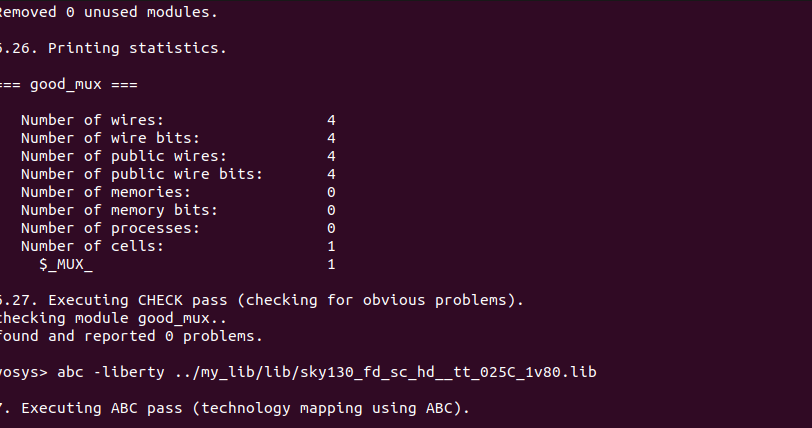 Removed 0 unused modules.
6.26. Printing statistics.
=== good_mux ===
Number of wires: 4
Number of wire bits: 4
Number of public wires: 4
Number of public wire bits: 4
Number of memories: 0
Number of memory bits: 0
Number of processes: 0
Number of cells: 1
$_MUX_ 1
6.27. Executing CHECK pass (checking for obvious problems).
checking module good_mux..
found and reported 0 problems.
yosys> abc -liberty ../my_lib/lib/sky130_fd_sc_hd__tt_025C_1v80.lib
7. Executing ABC pass (technology mapping using ABC).